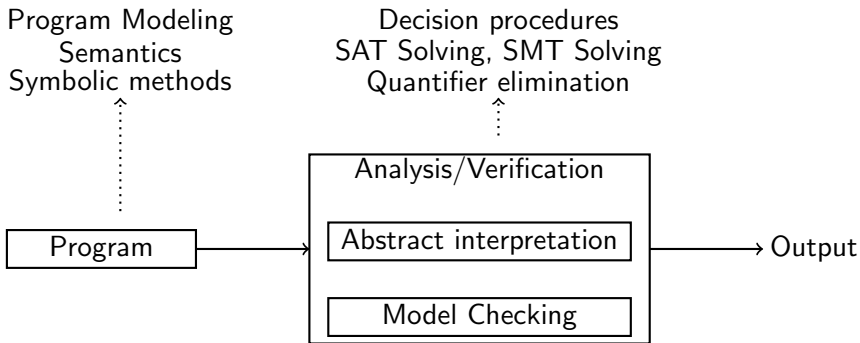 Program Modeling
Semantics
Symbolic methods
Decision procedures
SAT Solving, SMT Solving
Quantifier elimination
Analysis/Verification
Program
Abstract interpretation
Output
Model Checking